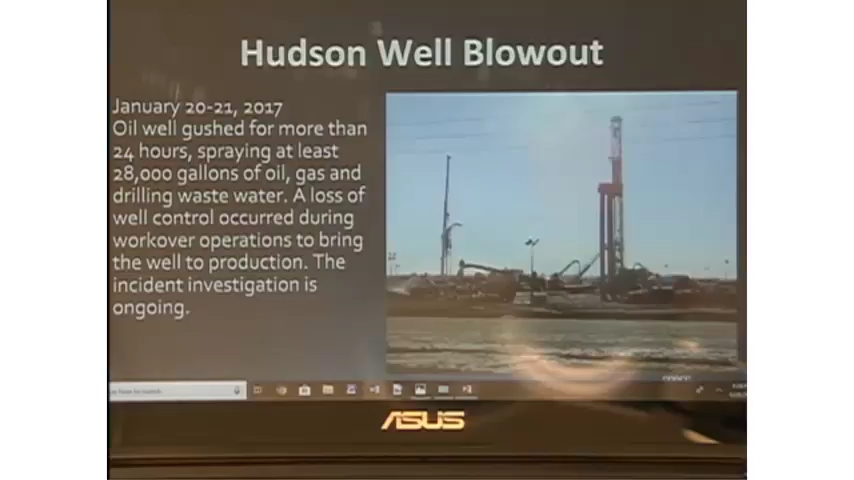 Hudson Well Blowout
January 20-21, 2017
Oil well gushed for more than
24 hours, spraying at least
28,000 gallons of oil, gas and
drilling waste water. A loss of
well control occurred during
workover operations to bring
the well to production. The
incident investigation is
ongoing.
ASUS